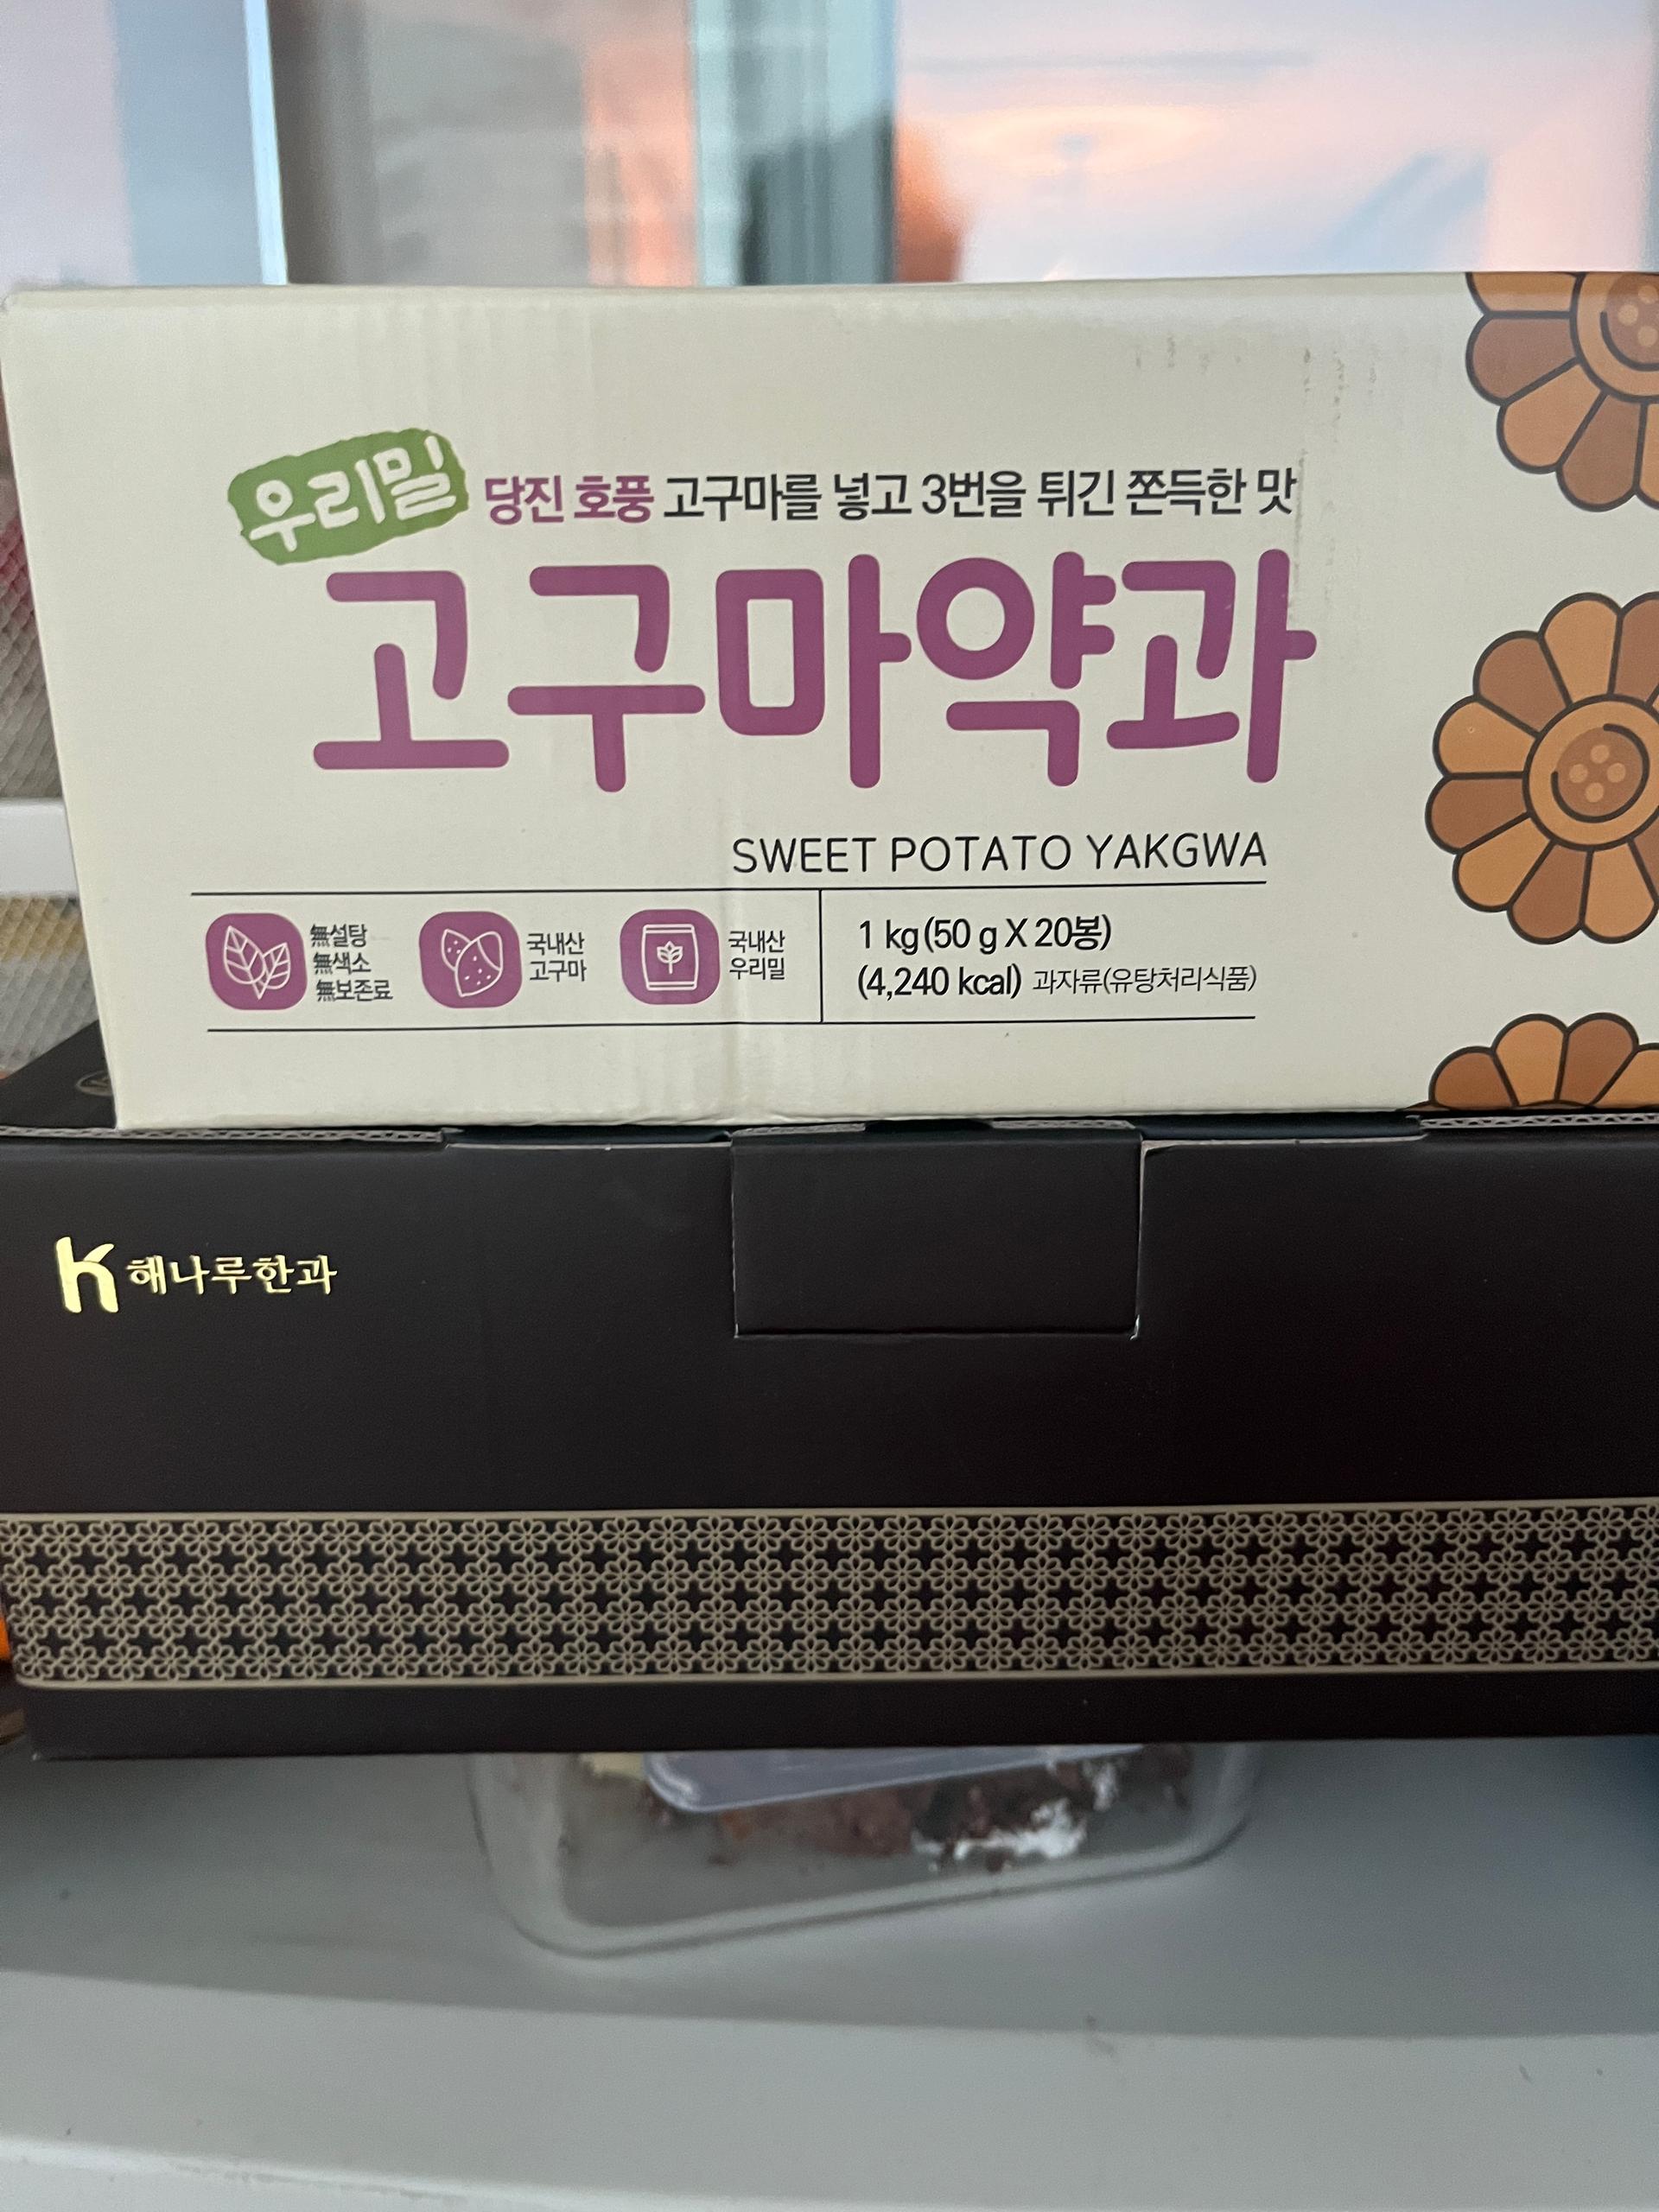 우리밀
당진 호풍 고구마를 넣고 3번을 튀긴 쫀득한 맛
고구마약과
SWEET POTATO YAKGWA
無설탕
無색소
無보존료
국내산
고구마
국내산
우리밀
1 kg(50 g X 20봉)
(4,240 kcal) 과자류(유탕처리식품)
K 해나루한과